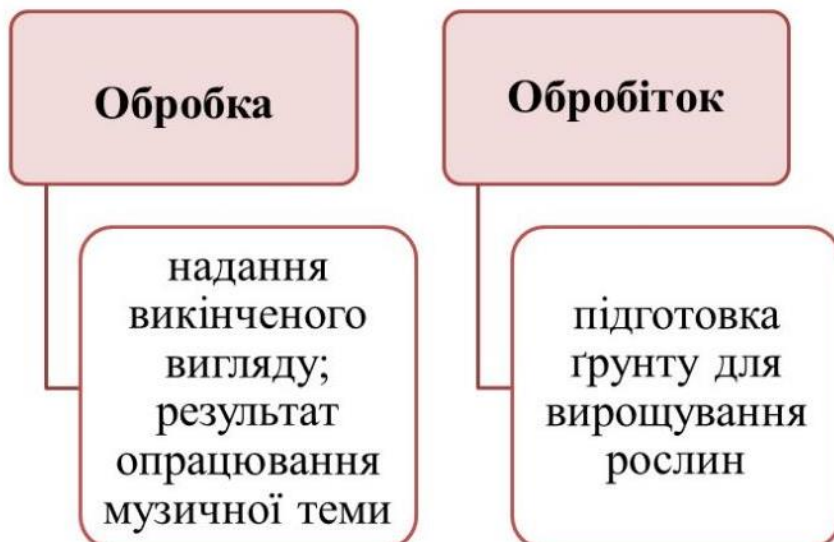 Обробка
надання
викінченого
вигляду;
результат
опрацювання
музичної теми
Обробіток
підготовка
ґрунту для
вирощування
рослин